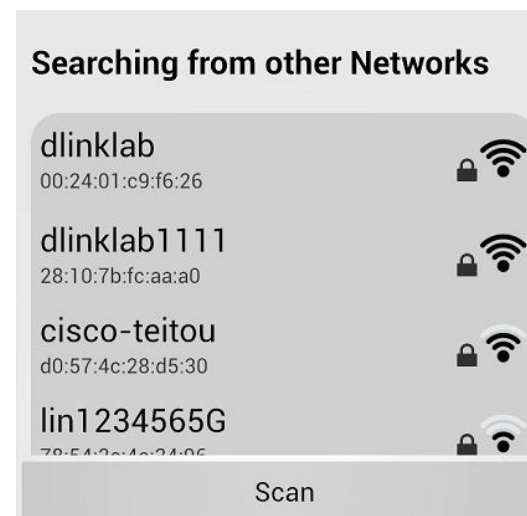 Searching from other Networks
dlinklab
00:24:01:c9:f6:26
dlinklab1111
28:10:7b:fc:aa:a0
cisco-teitou
d0:57:4c:28:d5:30
lin1234565G
Scan